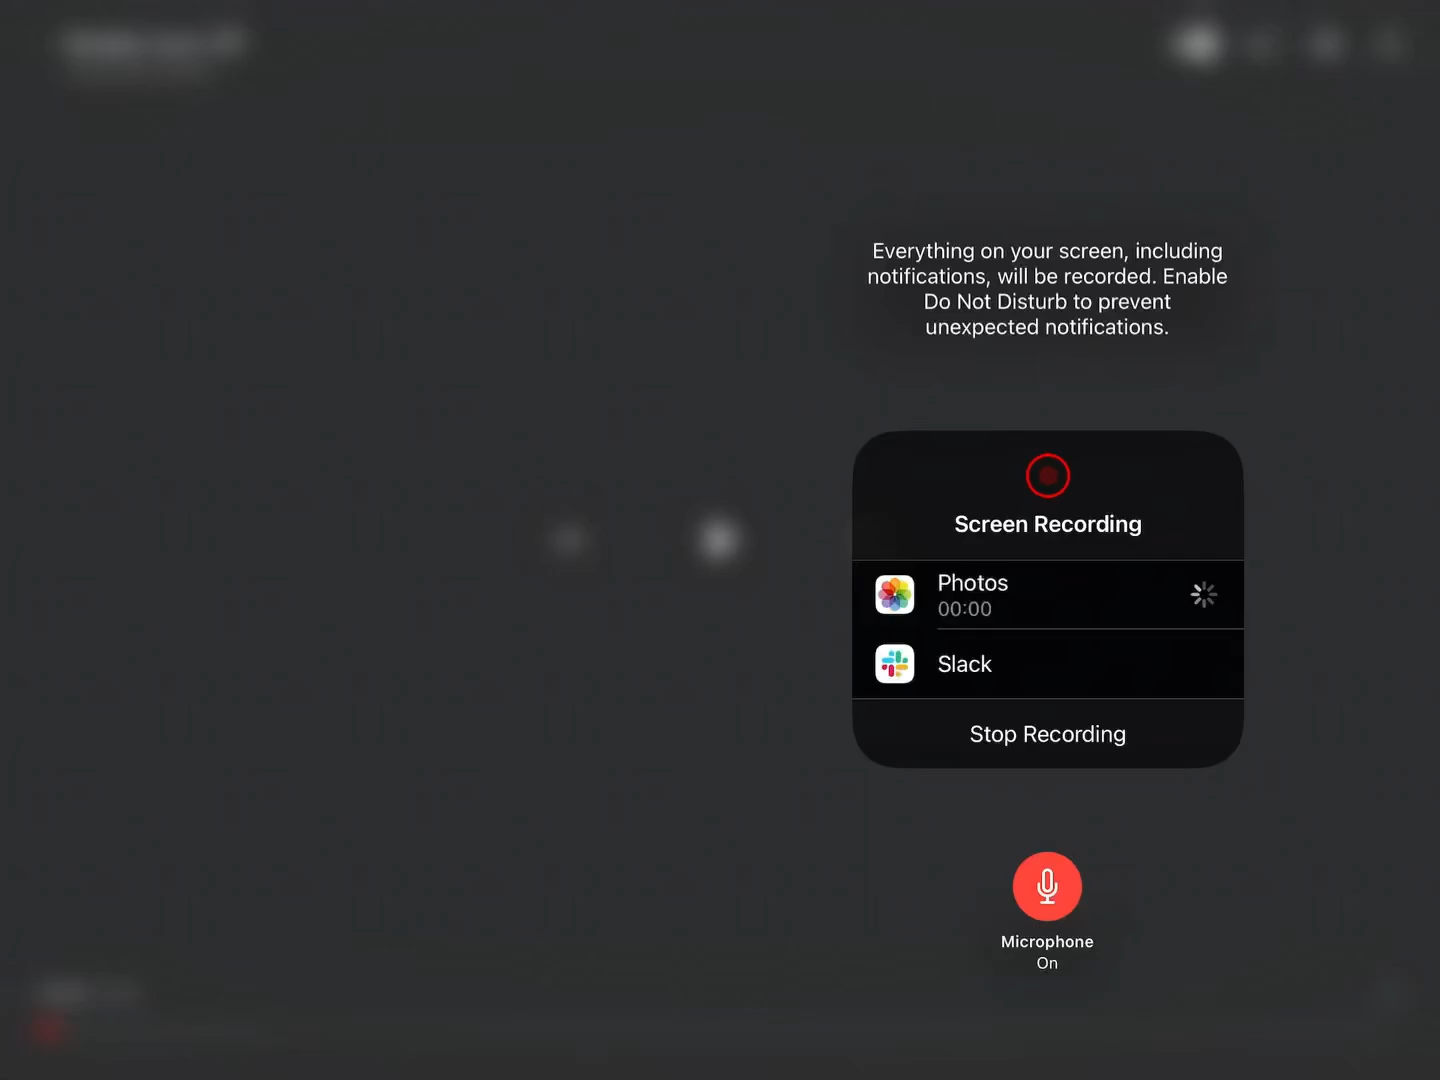 Everything on your screen, including
notifications, will be recorded. Enable
Do Not Disturb to prevent
unexpected notifications.
Screen Recording
Photos
00:00
Slack
Stop Recording
Microphone
On